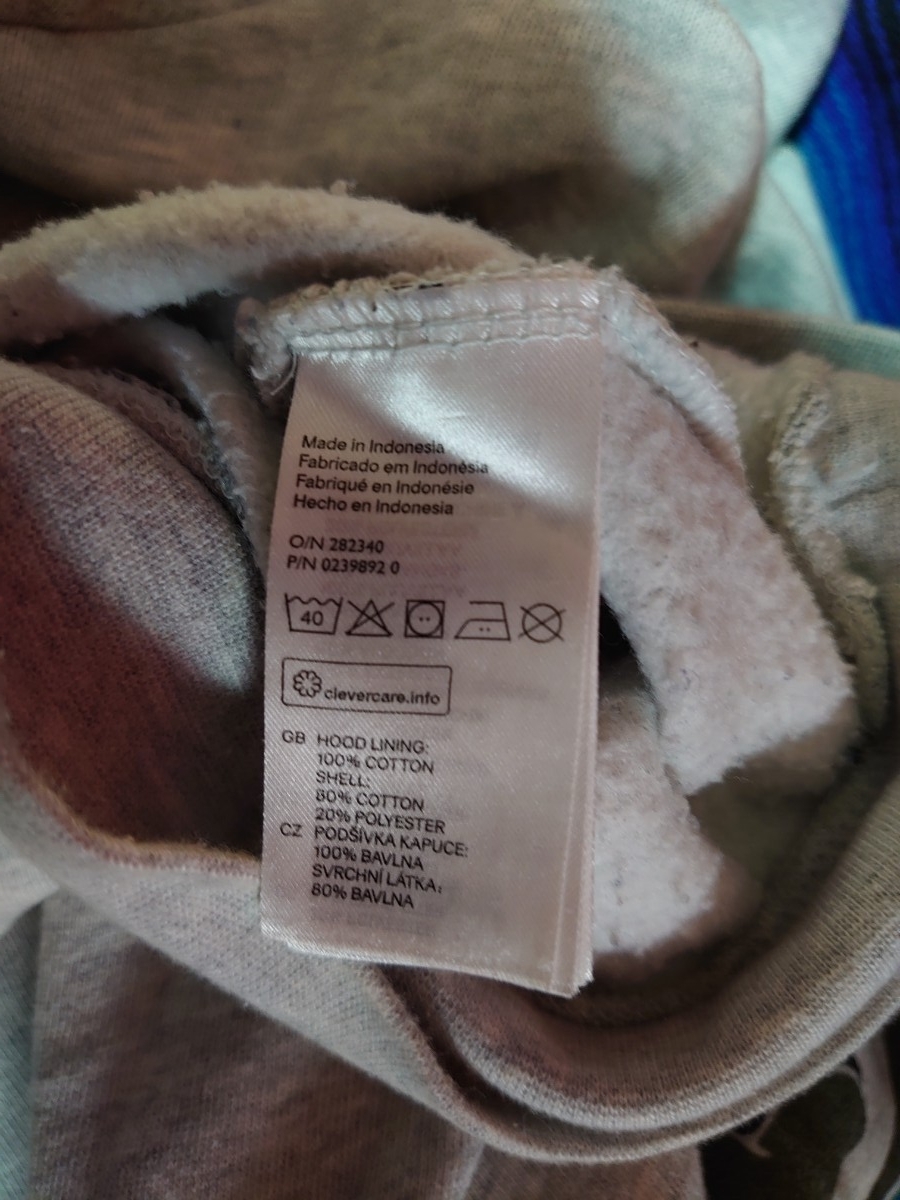 Made in Indonesia
Fabricado em Indonésia
Fabriqué en Indonésie
Hecho en Indonesia
O/N 282340
P/N 0239892 0
40
clevercare.info
GB HOOD LINING:
100% COTTON
SHELL:
80% COTTON
20% POLYESTER
CZ PODŠÍVKA KAPUCE:
100% BAVLNA
SVRCHNÍ LÁTKA:
80% BAVLNA